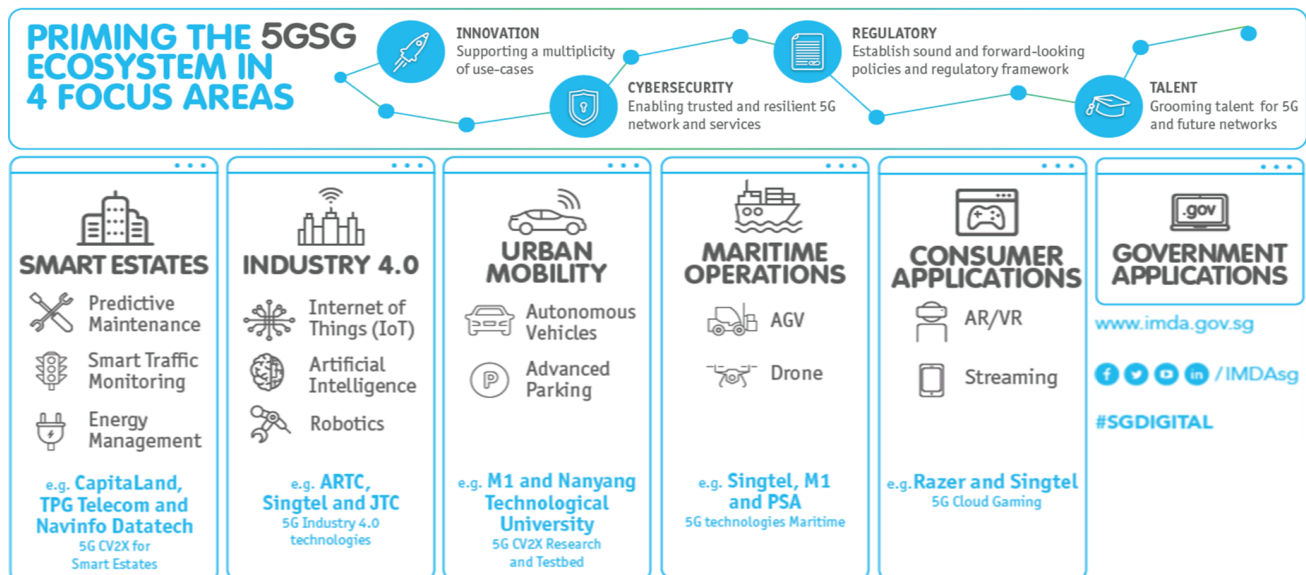 PRIMING THE 5GSG
ECOSYSTEM IN
4 FOCUS AREAS
INNOVATION
Supporting a multiplicity
of use-cases
CYBERSECURITY
Enabling trusted and resilient 5G
network and services
REGULATORY
Establish sound and forward-looking
policies and regulatory framework
TALENT
Grooming talent for 5G
and future networks
SMART ESTATES
Predictive
Maintenance
Smart Traffic
Monitoring
Energy
Management
e.g. CapitaLand,
TPG Telecom and
Navinfo Datatech
5G CV2X for
Smart Estates
INDUSTRY 4.0
Internet of
Things (IoT)
Artificial
Intelligence
Robotics
e.g. ARTC,
Singtel and JTC
5G Industry 4.0
technologies
URBAN
MOBILITY
Autonomous
Vehicles
P
Advanced
Parking
e.g. M1 and Nanyang
Technological
University
5G CV2X Research
and Testbed
MARITIME
OPERATIONS
AGV
Drone
e.g. Singtel, M1
and PSA
5G technologies Maritime
CONSUMER
APPLICATIONS
AR/VR
Streaming
e.g. Razer and Singtel
5G Cloud Gaming
.gov
GOVERNMENT
APPLICATIONS
www.imda.gov.sg
/IMDAsg
#SGDIGITAL